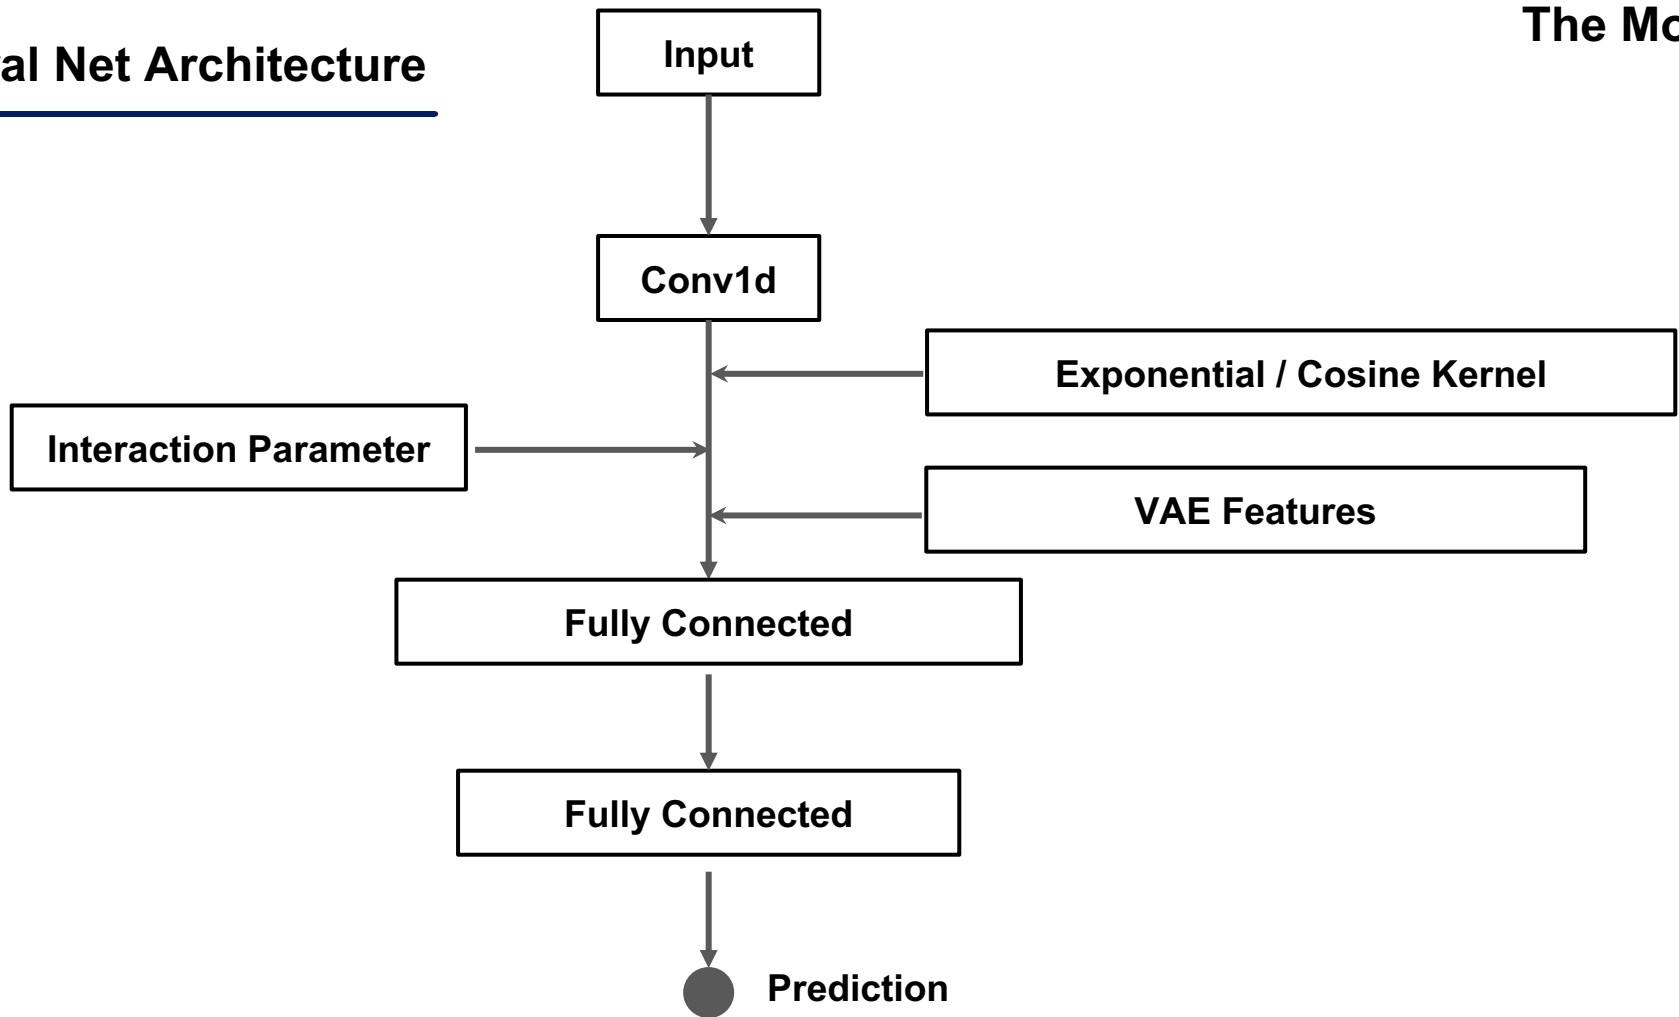 al Net Architecture
The Mo
Input
Conv1d
Exponential / Cosine Kernel
Interaction Parameter
VAE Features
Fully Connected
Fully Connected
Prediction